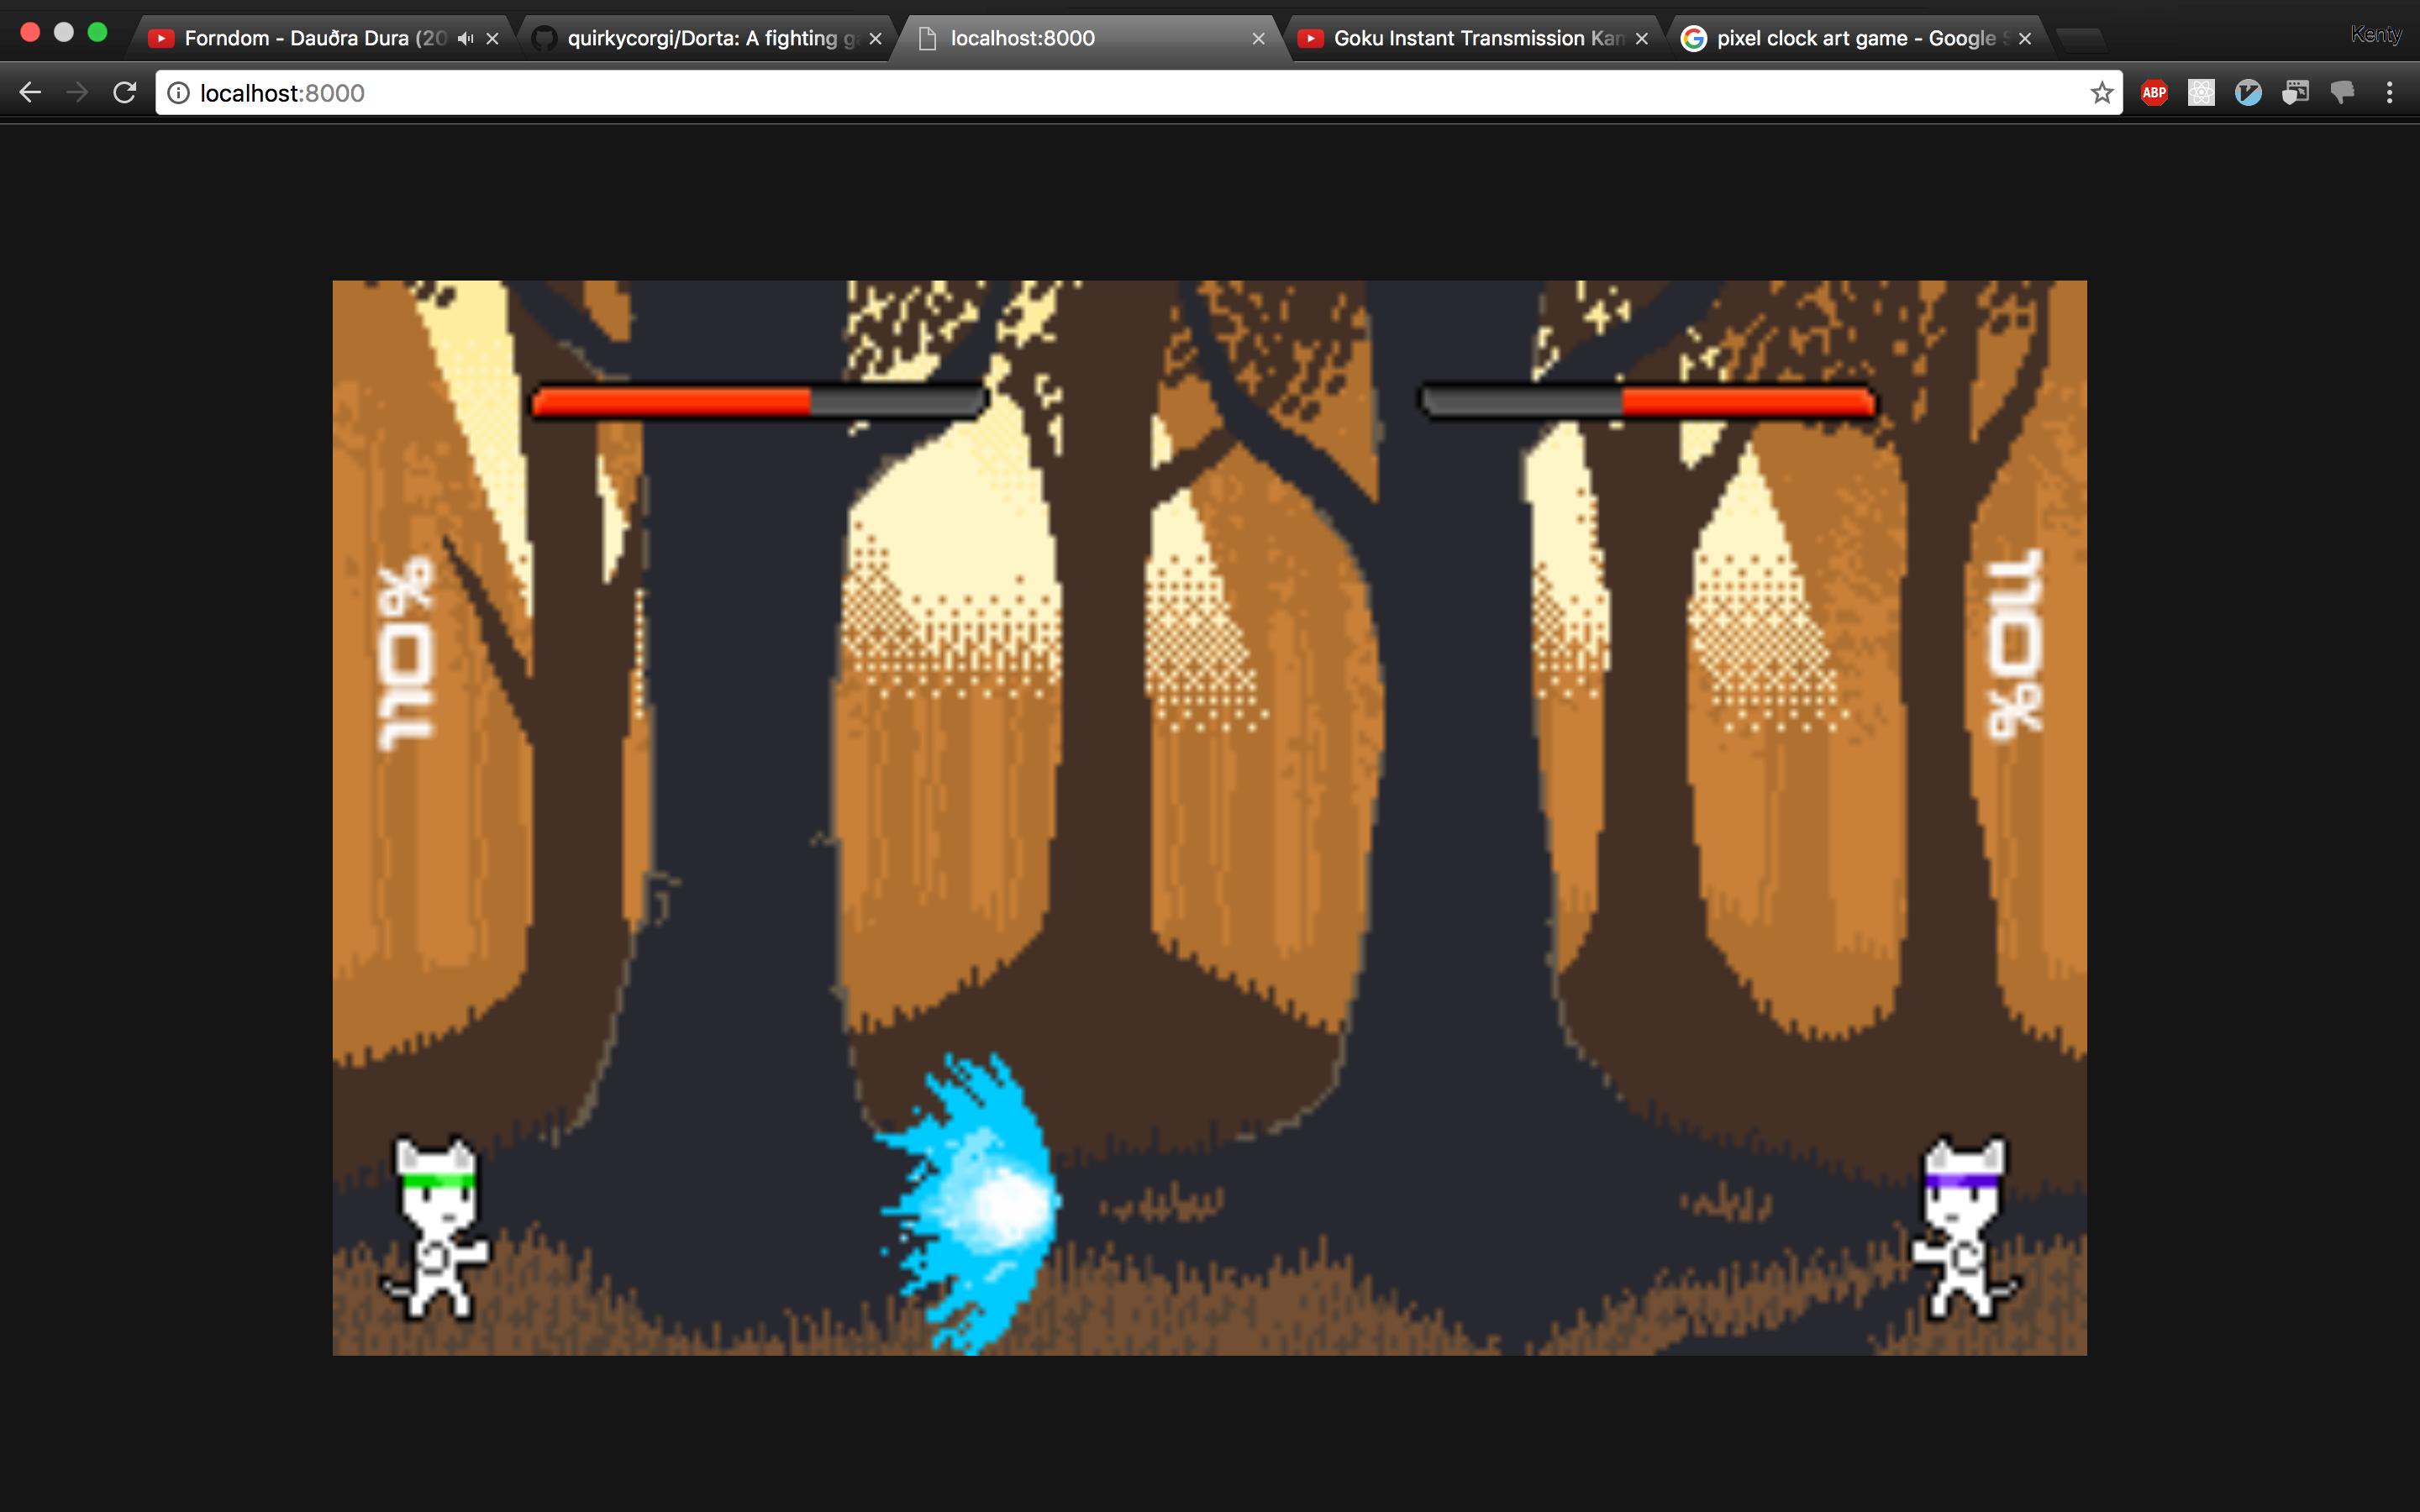 Forndom - Dauðra Dura (20
quirkycorgi/Dorta: A fighting g
localhost:8000
Goku Instant Transmission Kan
pixel clock art game - Google S
Kenty
localhost:8000
ABP
110%
110%